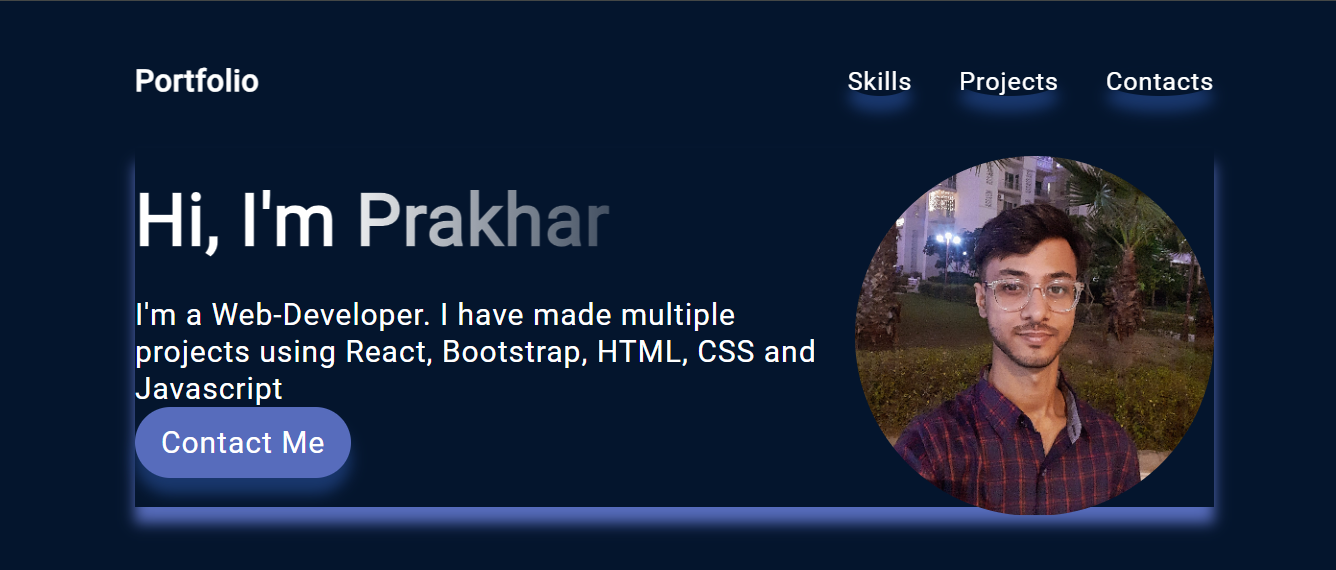 Portfolio
Skills Projects Contacts
Hi, I'm Prakhar
I'm a Web-Developer. I have made multiple
projects using React, Bootstrap, HTML, CSS and
Javascript
Contact Me